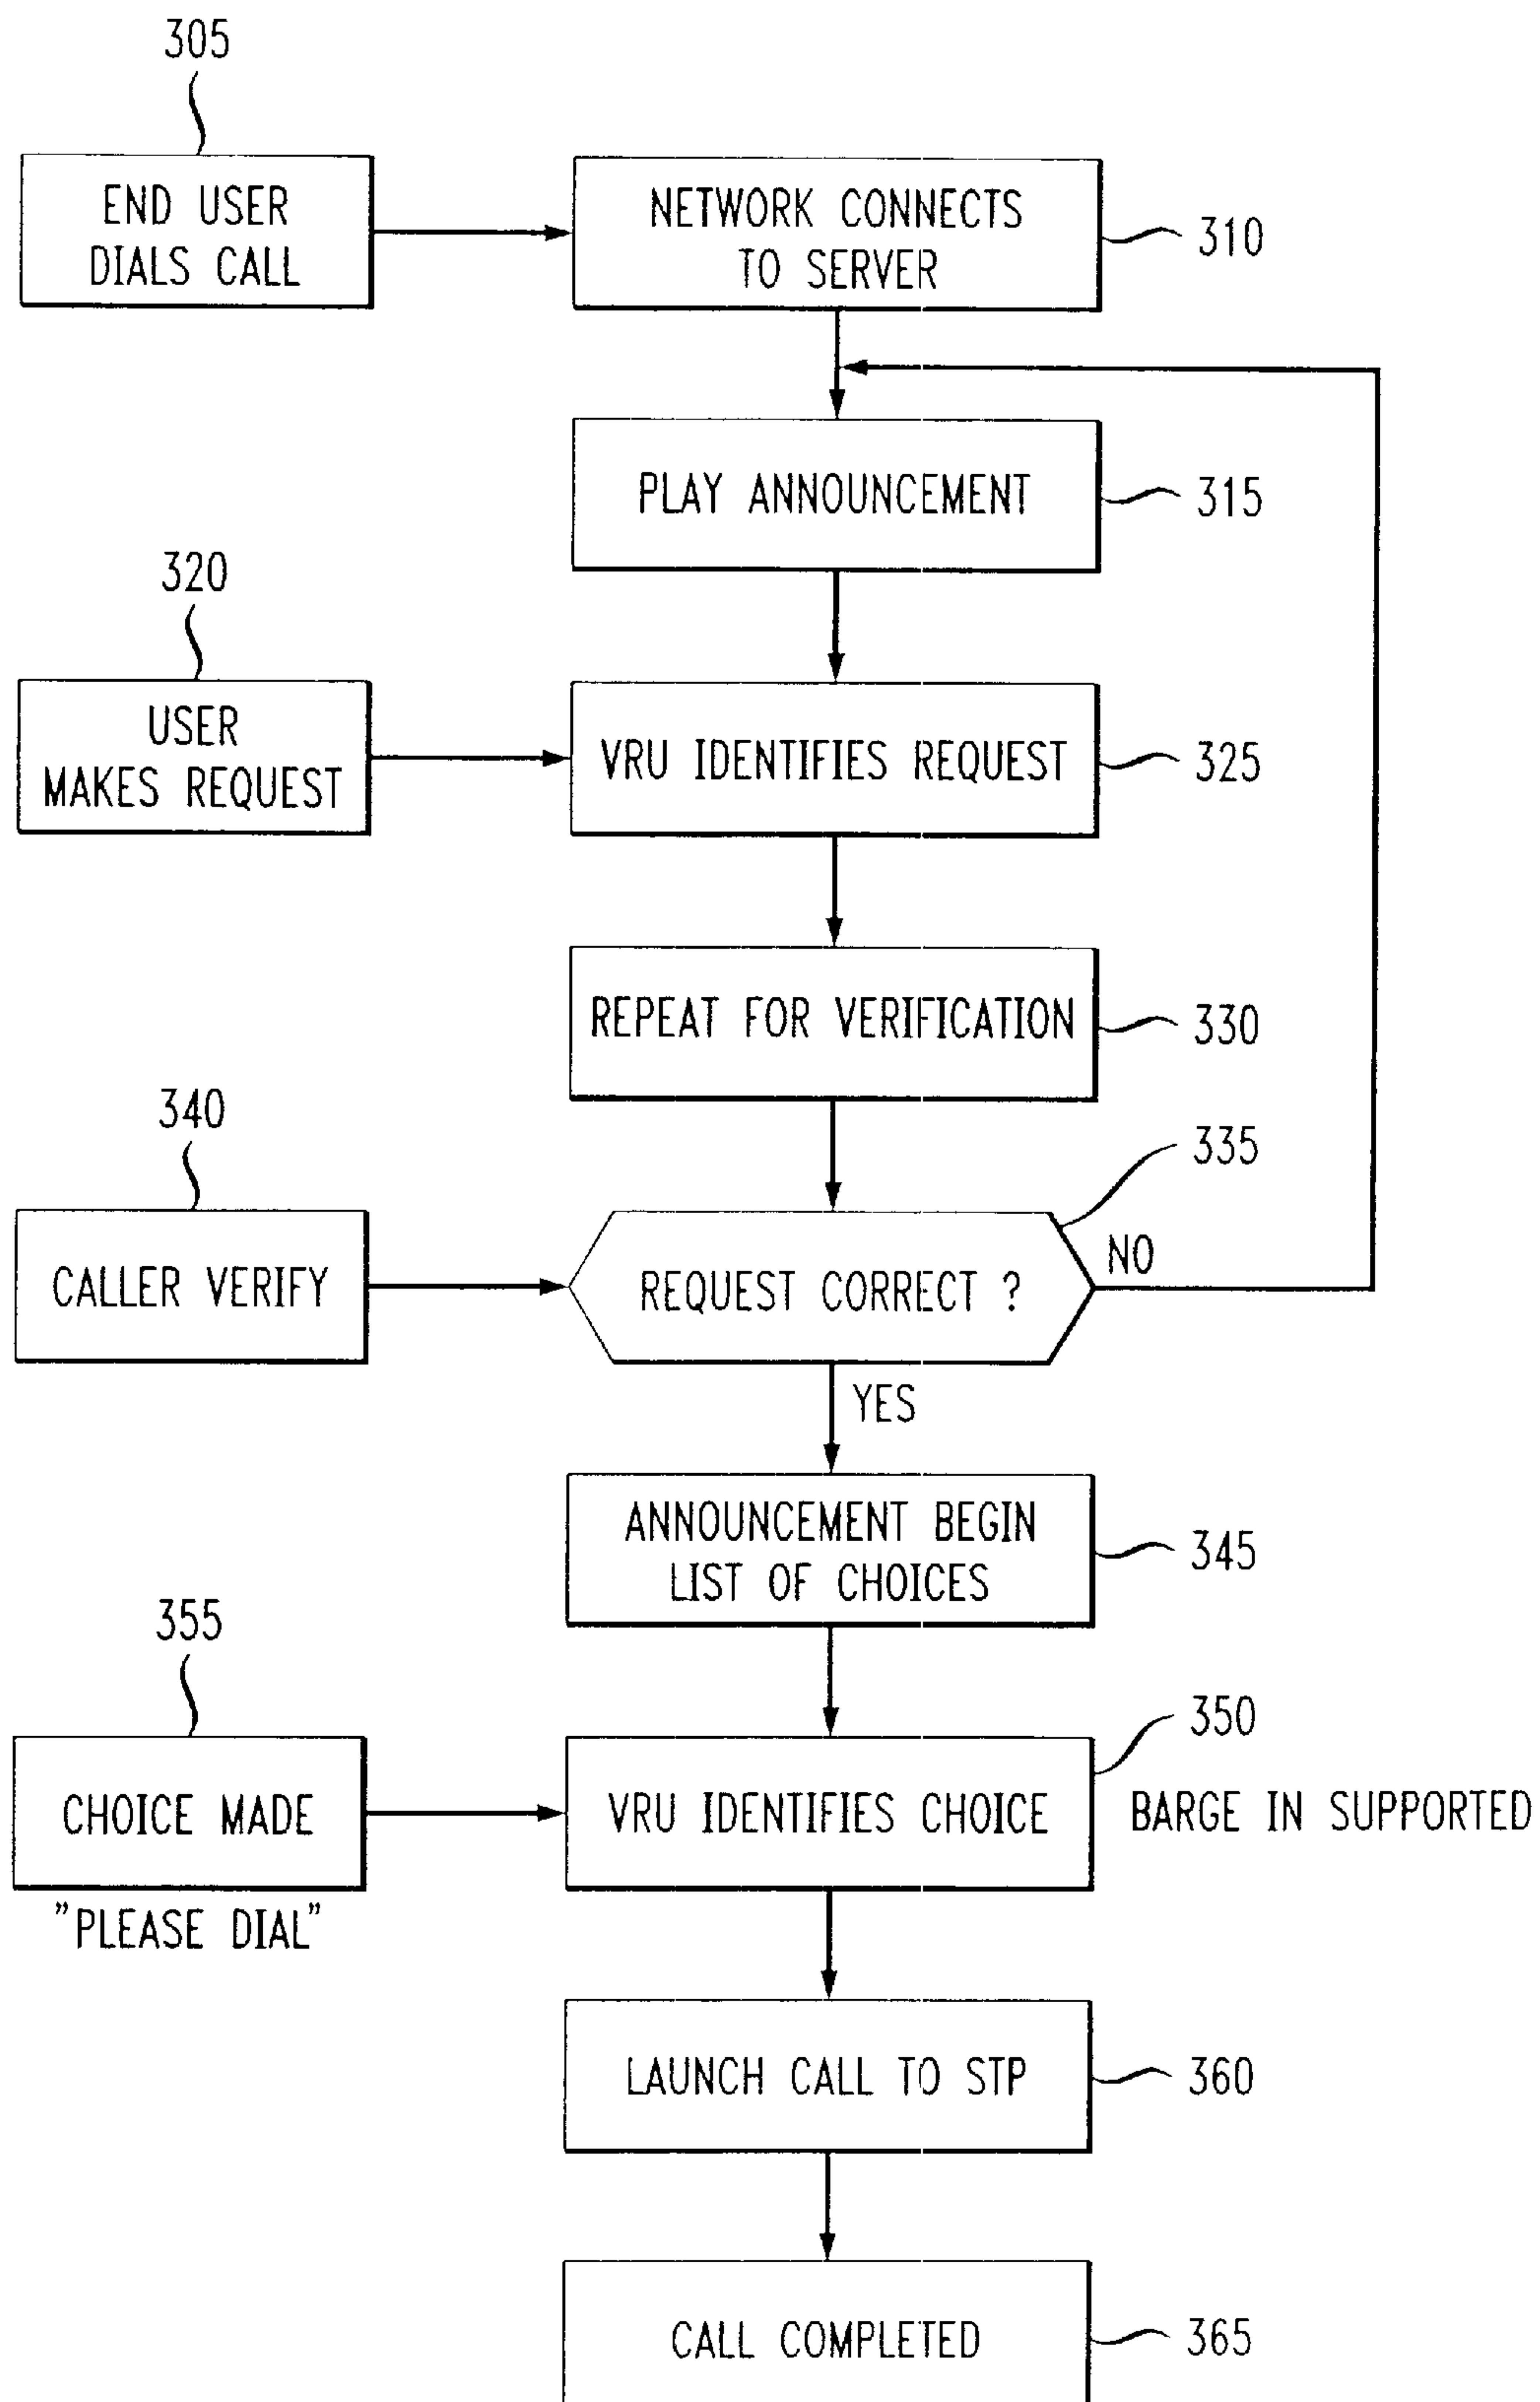 305
END USER
DIALS CALL
NETWORK CONNECTS
TO SERVER
310
PLAY ANNOUNCEMENT
315
320
USER
MAKES REQUEST
VRU IDENTIFIES REQUEST
325
REPEAT FOR VERIFICATION
330
340
335
CALLER VERIFY
REQUEST CORRECT ?
NO
YES
ANNOUNCEMENT BEGIN
LIST OF CHOICES
345
355
350
CHOICE MADE
VRU IDENTIFIES CHOICE
BARGE IN SUPPORTED
"PLEASE DIAL"
LAUNCH CALL TO STP
360
CALL COMPLETED
365